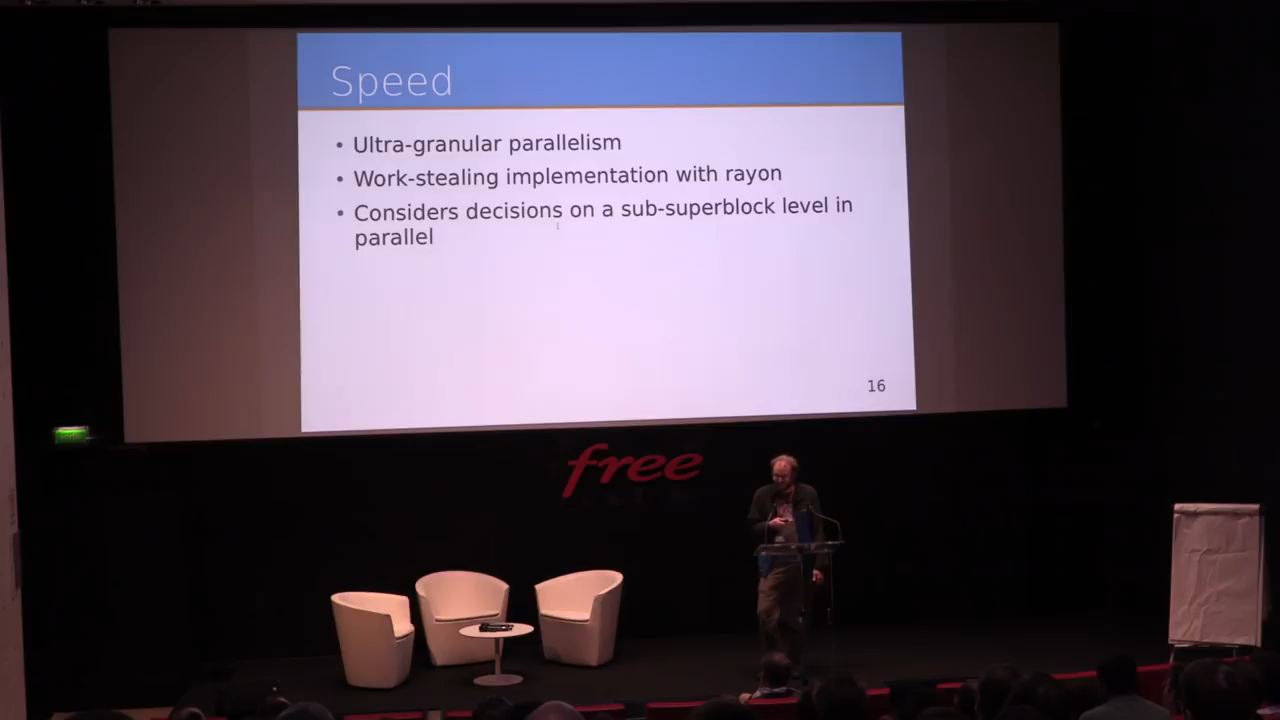 Speed
• Ultra-granular parallelism
• Work-stealing implementation with rayon
• Considers decisions on a sub-superblock level in
parallel
16
free